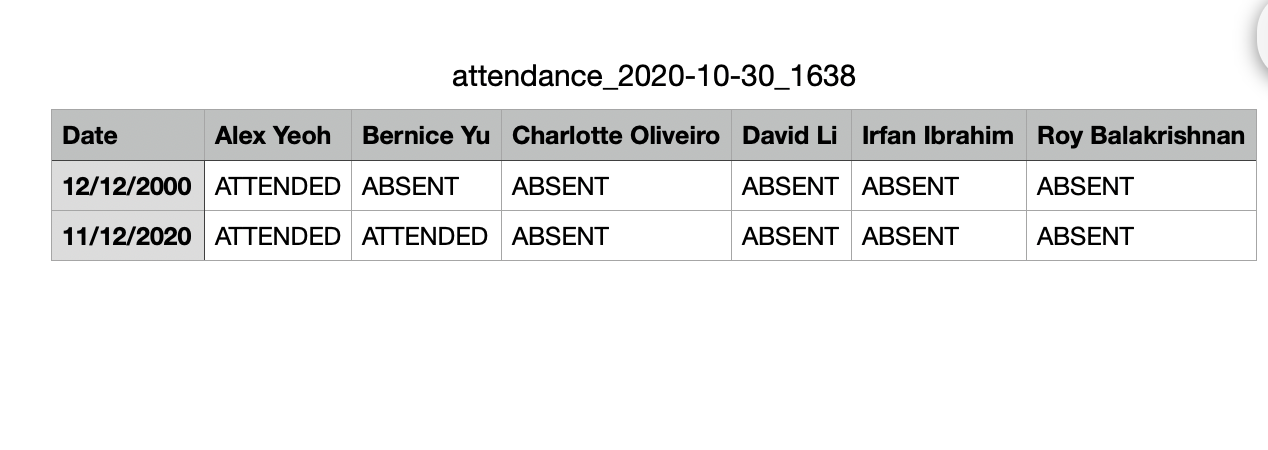 attendance_2020-10-30_1638
Date Alex Yeoh Bernice Yu Charlotte Oliveiro David Li Irfan Ibrahim Roy Balakrishnan
12/12/2000 ATTENDED ABSENT ABSENT ABSENT ABSENT ABSENT
11/12/2020 ATTENDED ATTENDED ABSENT ABSENT ABSENT ABSENT